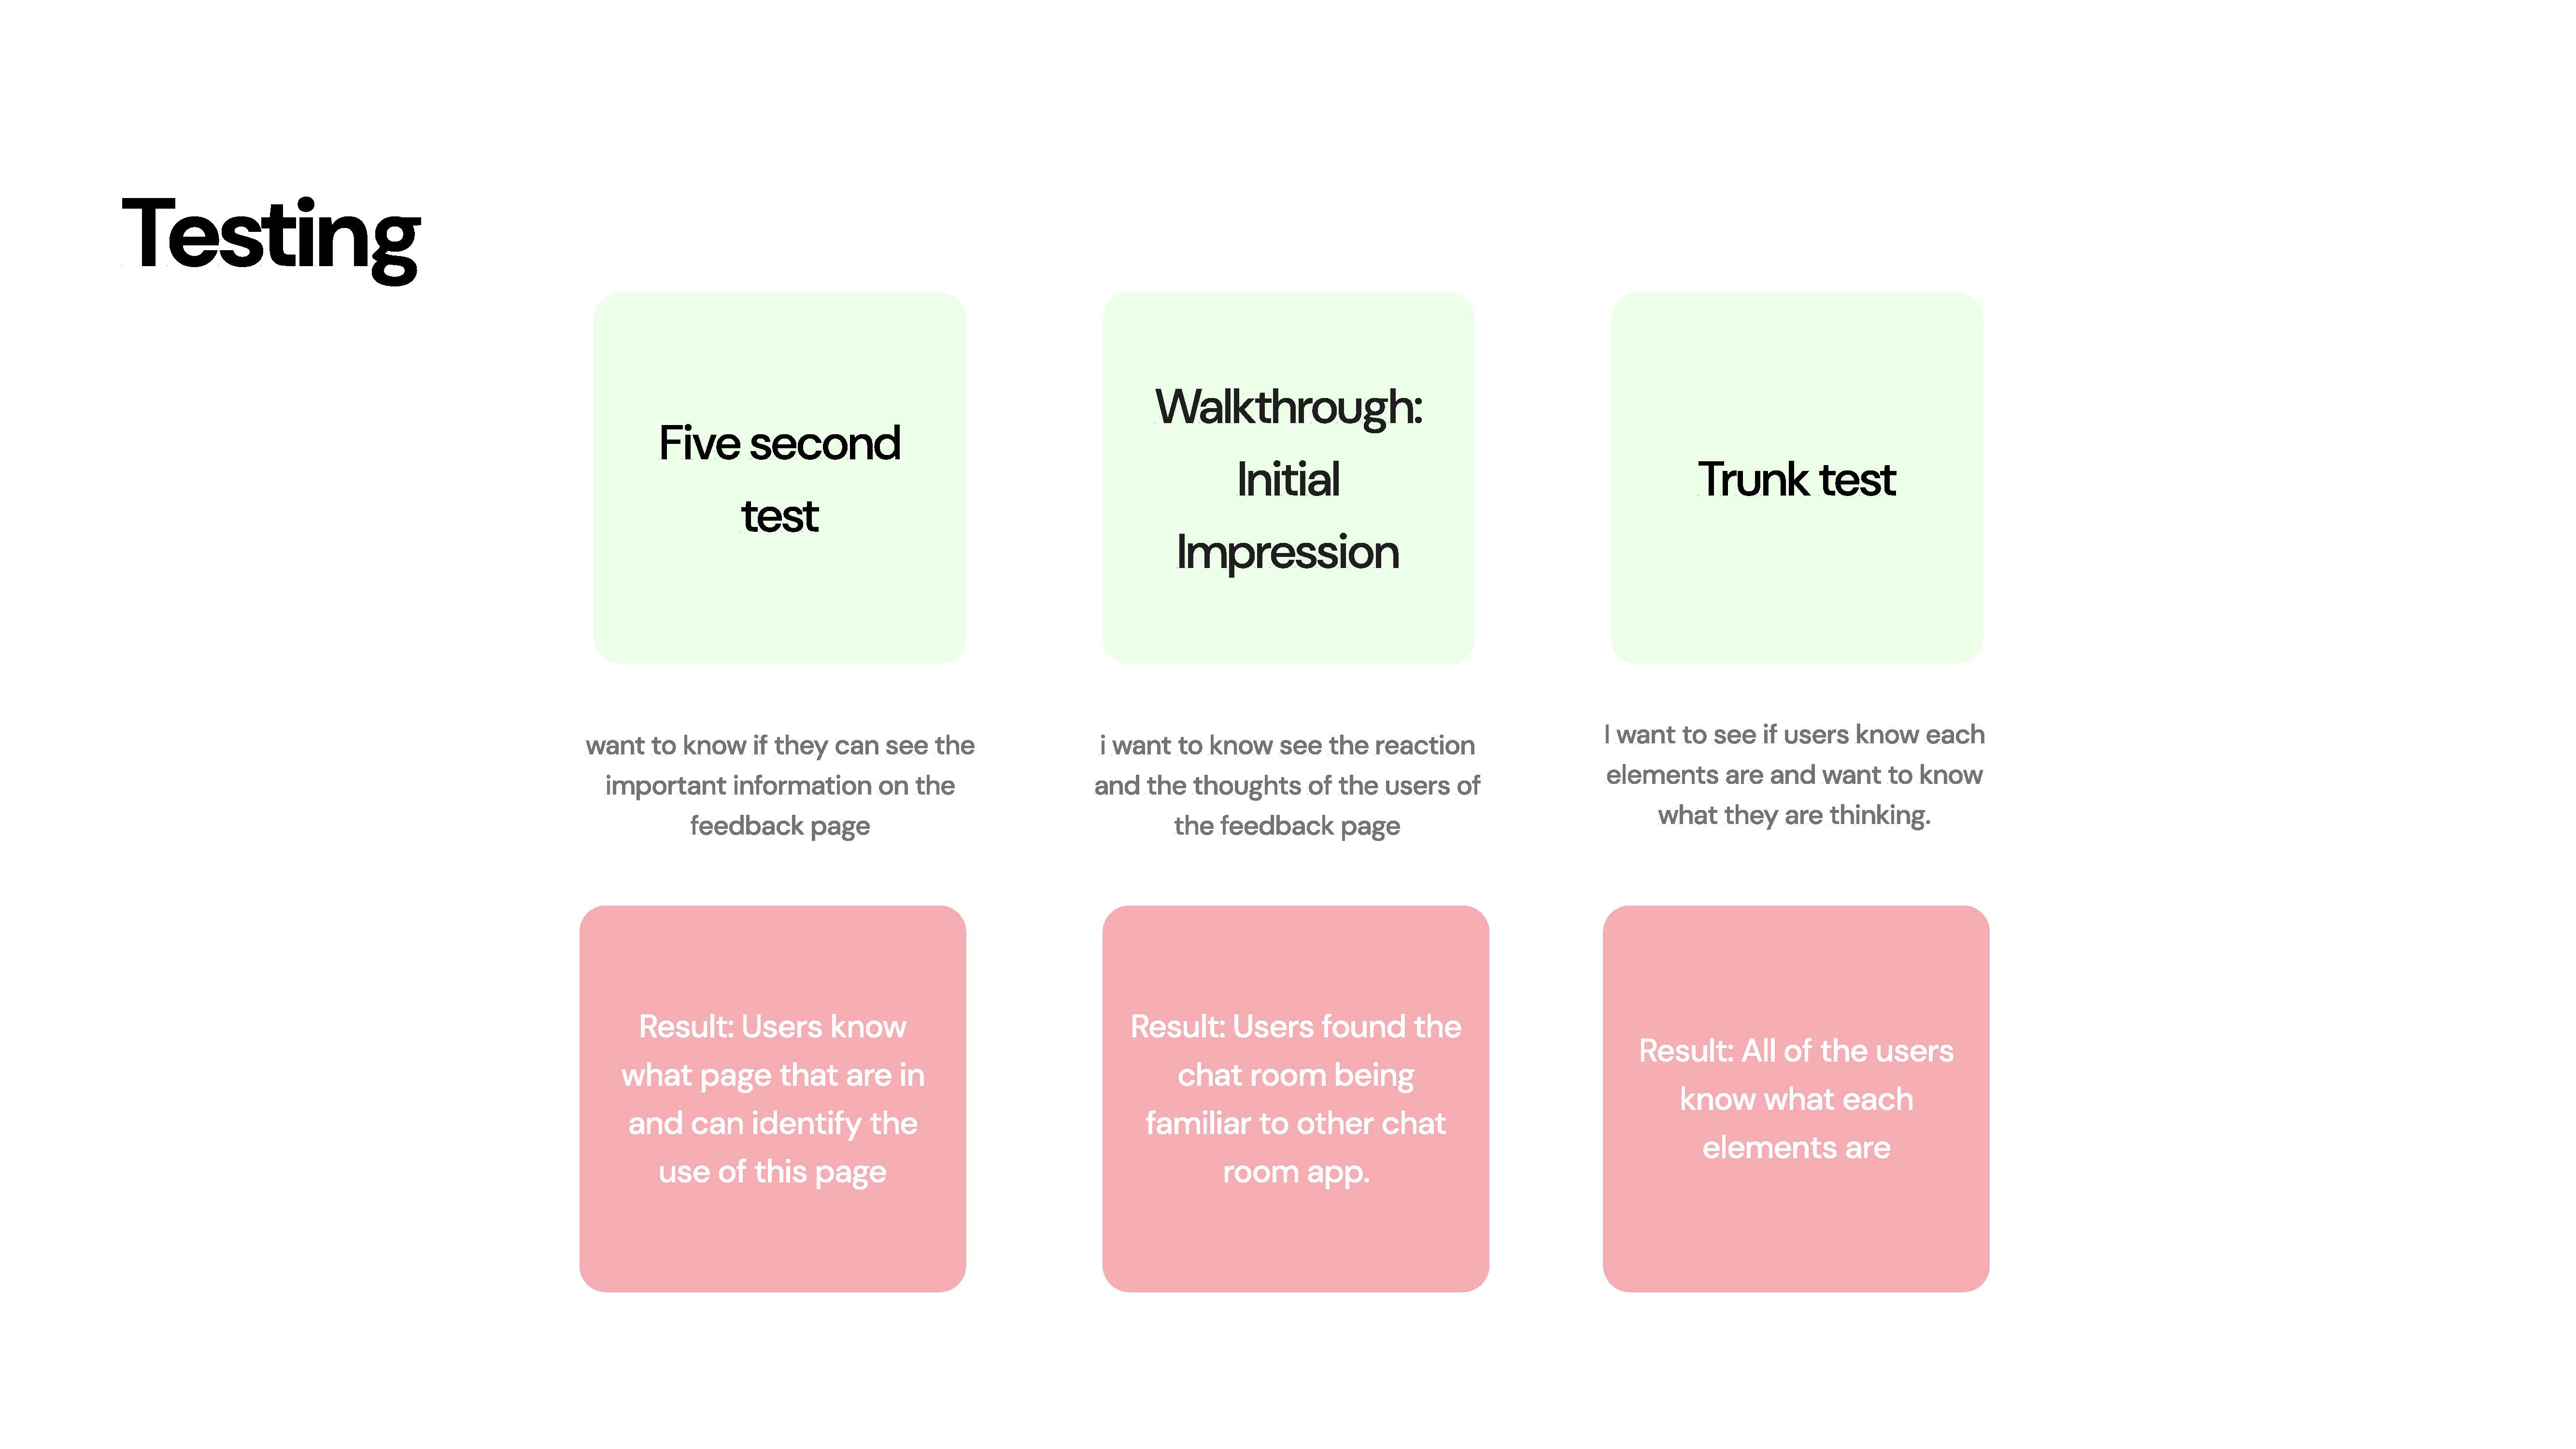 Testing
Five second
test
want to know if they can see the
important information on the
feedback page
Result: Users know
what page that are in
and can identify the
use of this page
Walkthrough:
Initial
Impression
i want to know see the reaction
and the thoughts of the users of
the feedback page
Result: Users found the
chat room being
familiar to other chat
room app.
Trunk test
I want to see if users know each
elements are and want to know
what they are thinking.
Result: All of the users
know what each
elements are